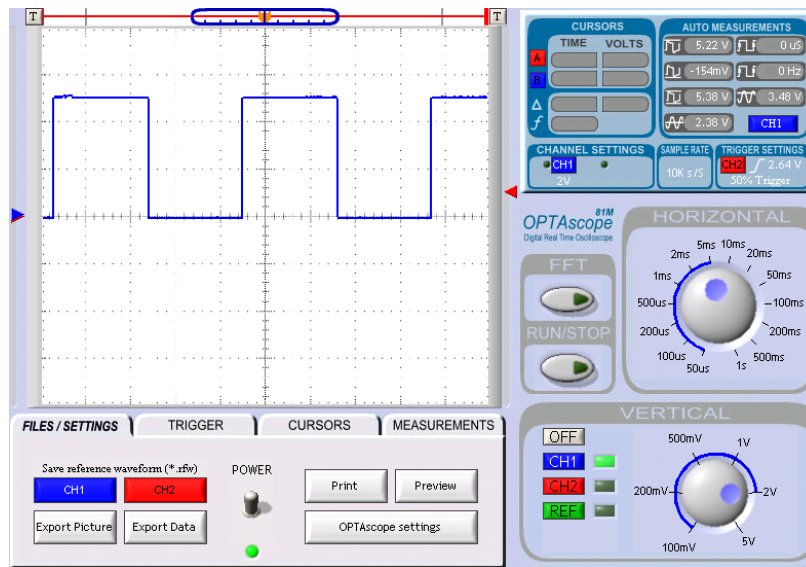 T
T
CURSORS
TIME VOLTS
A
B
Δ
f
AUTO MEASUREMENTS
5.22 V
0 uS
-154mV
0 Hz
5.38 V
3.48 V
2.38 V
CH1
CHANNEL SETTINGS
CH1
2V
SAMPLE RATE
10K s/S
TRIGGER SETTINGS
CH2 2.64 V
50% Trigger
81M
OPTAscope
Digital Real Time Oscilloscope
FFT
RUN/STOP
HORIZONTAL
50us
100us
200us
500us
1ms
2ms
5ms
10ms
20ms
50ms
100ms
200ms
500ms
1s
VERTICAL
OFF
CH1
CH2
REF
100mV
200mV
500mV
1V
2V
5V
FILES / SETTINGS
TRIGGER
CURSORS
MEASUREMENTS
Save reference waveform (*.rfw)
CH1
CH2
Export Picture
Export Data
POWER
Print
Preview
OPTAscope settings